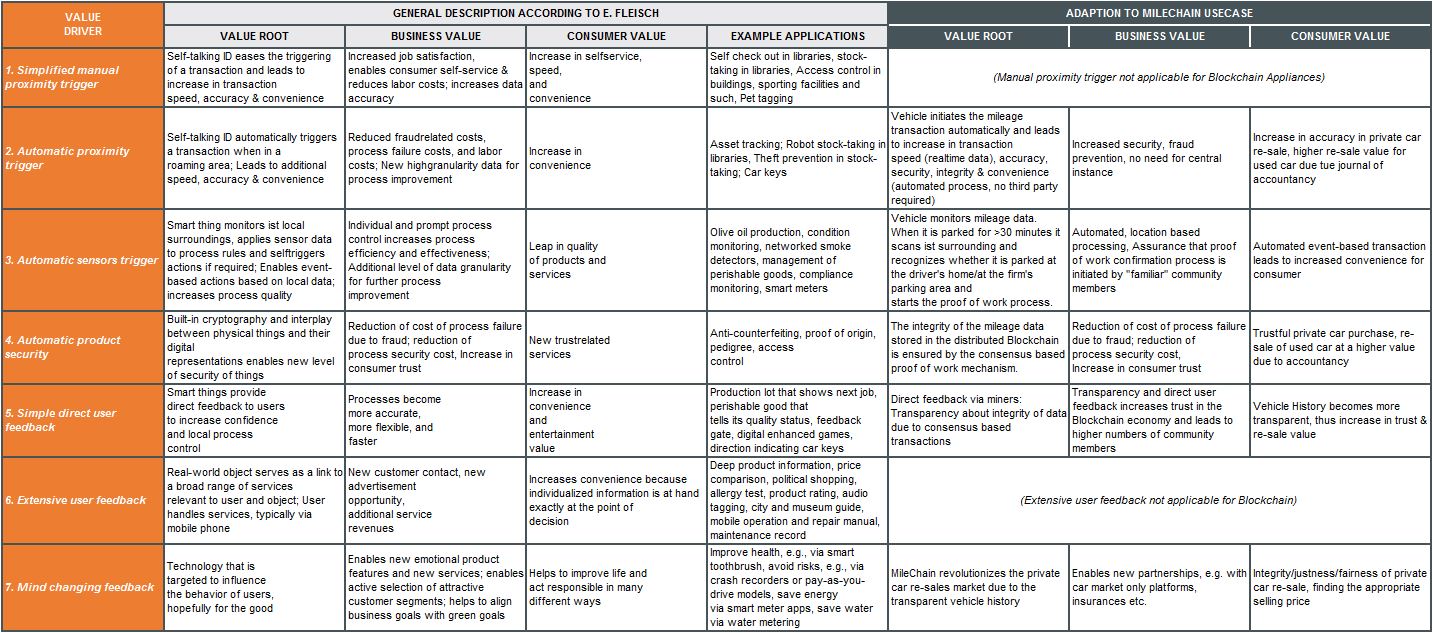 VALUE
DRIVER
GENERAL DESCRIPTION ACCORDING TO E. FLEISCH
ADAPTION TO MILECHAIN USECASE
VALUE ROOT
BUSINESS VALUE
CONSUMER VALUE
EXAMPLE APPLICATIONS
VALUE ROOT
BUSINESS VALUE
CONSUMER VALUE
1. Simplified manual
proximity trigger
Self-talking ID eases the triggering
of a transaction and leads to
increase in transaction
speed, accuracy & convenience
Increased job satisfaction,
enables consumer self-service &
reduces labor costs; increases data
accuracy
Increase in selfservice,
speed,
and
convenience
Self check out in libraries, stock-
taking in libraries, Access control in
buildings, sporting facilities and
such, Pet tagging
(Manual proximity trigger not applicable for Blockchain Appliances)
2. Automatic proximity
trigger
Self-talking ID automatically triggers
a transaction when in a
roaming area; Leads to additional
speed, accuracy & convenience
Reduced fraudrelated costs,
process failure costs, and labor
costs; New highgranularity data for
process improvement
Increase in
convenience
Asset tracking; Robot stock-taking in
libraries, Theft prevention in stock-
taking; Car keys
Vehicle initiates the mileage
transaction automatically and leads
to increase in transaction
speed (realtime data), accuracy,
security, integrity & convenience
(automated process, no third party
required)
Increased security, fraud
prevention, no need for central
instance
Increase in accuracy in private car
re-sale, higher re-sale value for
used car due tue journal of
accountancy
3. Automatic sensors trigger
Smart thing monitors ist local
surroundings, applies sensor data
to process rules and selftriggers
actions if required; Enables event-
based actions based on local data;
increases process quality
Individual and prompt process
control increases process
efficiency and effectiveness;
Additional level of data granularity
for further process
improvement
Leap in quality
of products and
services
Olive oil production, condition
monitoring, networked smoke
detectors, management of
perishable goods, compliance
monitoring, smart meters
Vehicle monitors mileage data.
When it is parked for >30 minutes it
scans ist surrounding and
recognizes whether it is parked at
the driver's home/at the firm's
parking area and
starts the proof of work process.
Automated, location based
processing, Assurance that proof
of work confirmation process is
initiated by "familiar" community
members
Automated event-based transaction
leads to increased convenience for
consumer
4. Automatic product
security
Built-in cryptography and interplay
between physical things and their
digital
representations enables new level
of security of things
Reduction of cost of process failure
due to fraud; reduction of
process security cost, Increase in
consumer trust
New trustrelated
services
Anti-counterfeiting, proof of origin,
pedigree, access
control
The integrity of the mileage data
stored in the distributed Blockchain
is ensured by the consensus based
proof of work mechanism.
Reduction of cost of process failure
due to fraud; reduction of
process security cost,
Increase in consumer trust
Trustful private car purchase, re-
sale of used car at a higher value
due to accountancy
5. Simple direct user
feedback
Smart things provide
direct feedback to users
to increase confidence
and local process
control
Processes become
more accurate,
more flexible, and
faster
Increase in
convenience
and
entertainment
value
Production lot that shows next job,
perishable good that
tells its quality status, feedback
gate, digital enhanced games,
direction indicating car keys
Direct feedback via miners:
Transparency about integrity of data
due to consensus based
transactions
Transparency and direct user
feedback increases trust in the
Blockchain economy and leads to
higher numbers of community
members
Vehicle History becomes more
transparent, thus increase in trust &
re-sale value
6. Extensive user feedback
Real-world object serves as a link to
a broad range of services
relevant to user and object; User
handles services, typically via
mobile phone
New customer contact, new
advertisement
opportunity,
additional service
revenues
Increases convenience because
individualized information is at hand
exactly at the point of
decision
Deep product information, price
comparison, political shopping,
allergy test, product rating, audio
tagging, city and museum guide,
mobile operation and repair manual,
maintenance record
(Extensive user feedback not applicable for Blockchain)
7. Mind changing feedback
Technology that is
targeted to influence
the behavior of users,
hopefully for the good
Enables new emotional product
features and new services; enables
active selection of attractive
customer segments; helps to align
business goals with green goals
Helps to improve life and
act responsible in many
different ways
Improve health, e.g., via smart
toothbrush, avoid risks, e.g., via
crash recorders or pay-as-you-
drive models, save energy
via smart meter apps, save water
via water metering
MileChain revolutionizes the private
car re-sales market due to the
transparent vehicle history
Enables new partnerships, e.g. with
car market only platforms,
insurances etc.
Integrity/justness/fairness of private
car re-sale, finding the appropriate
selling price